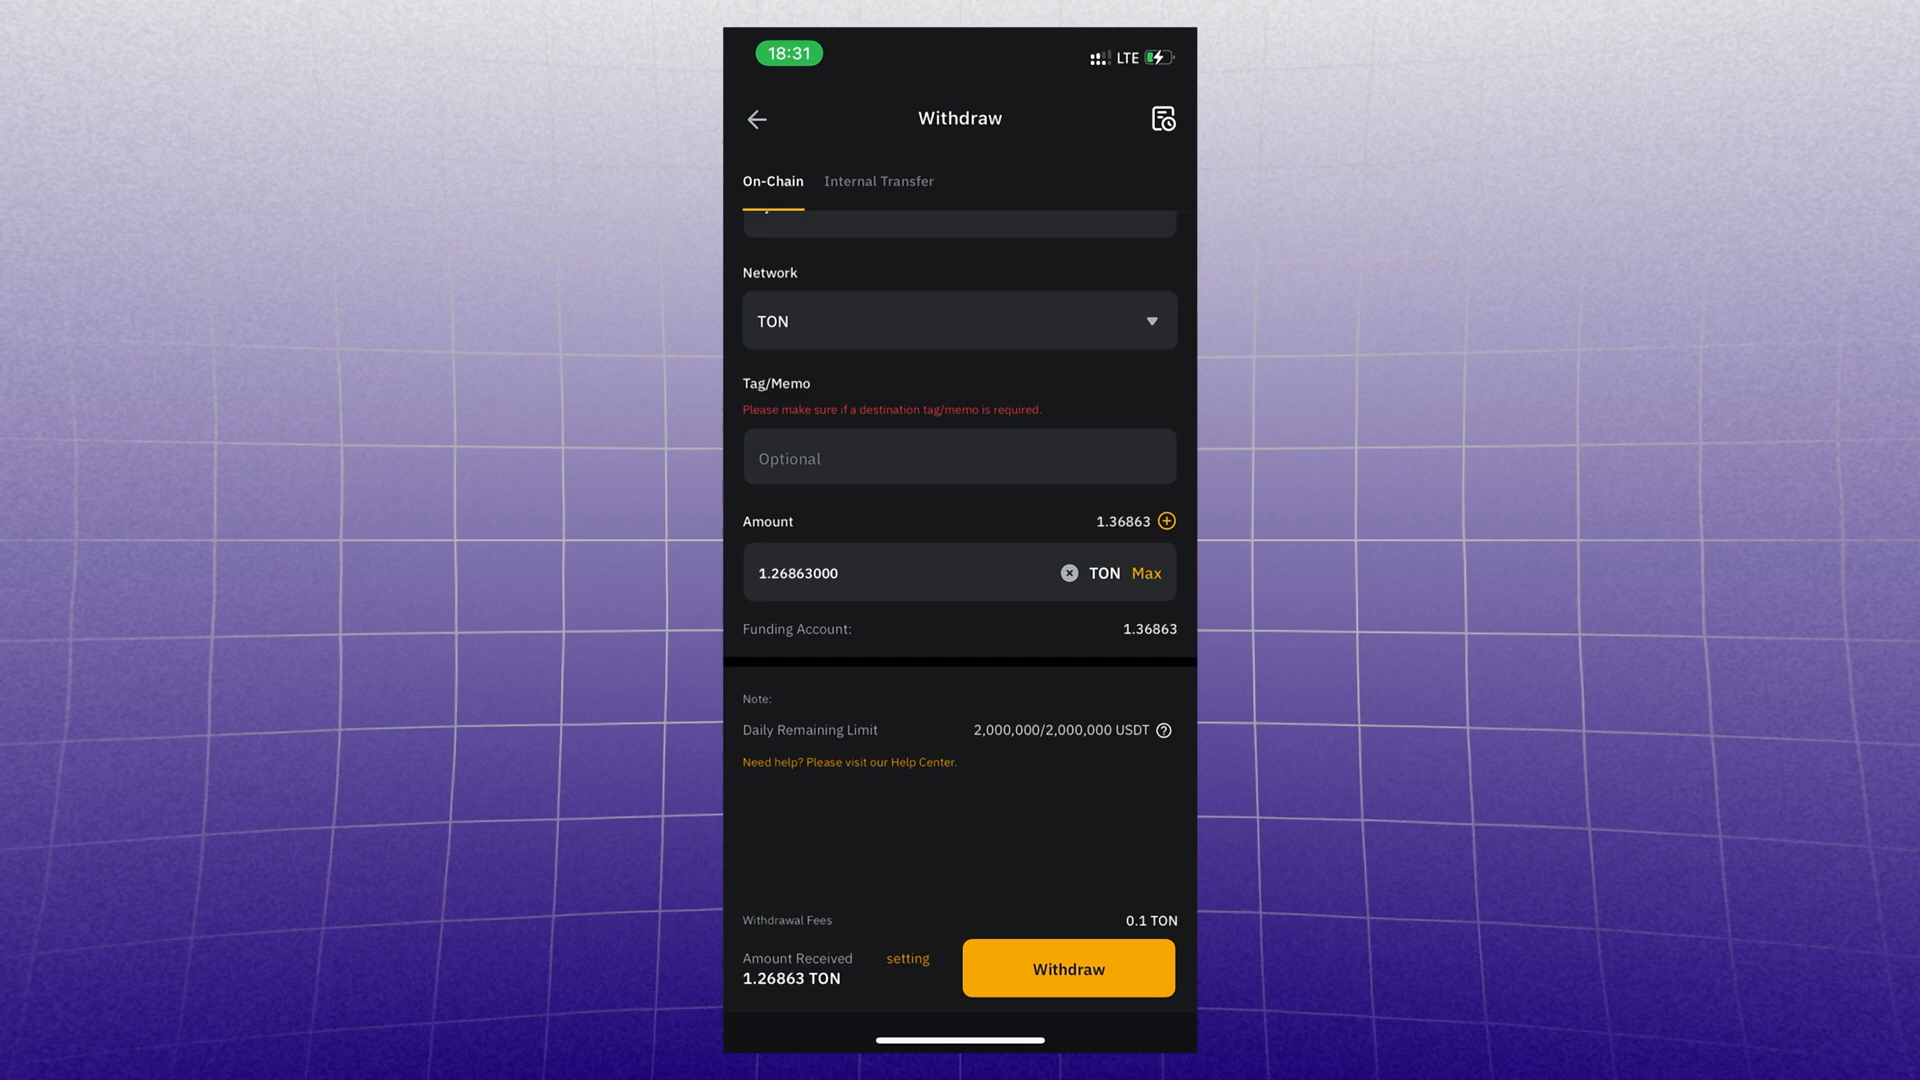 18:31
LTE
Withdraw
On-Chain Internal Transfer
Network
TON
Tag/Memo
Please make sure if a destination tag/memo is required.
Optional
Amount 1.36863
1.26863000 TON Max
Funding Account: 1.36863
Note:
Daily Remaining Limit 2,000,000/2,000,000 USDT
Need help? Please visit our Help Center.
Withdrawal Fees 0.1 TON
Amount Received setting
1.26863 TON
Withdraw